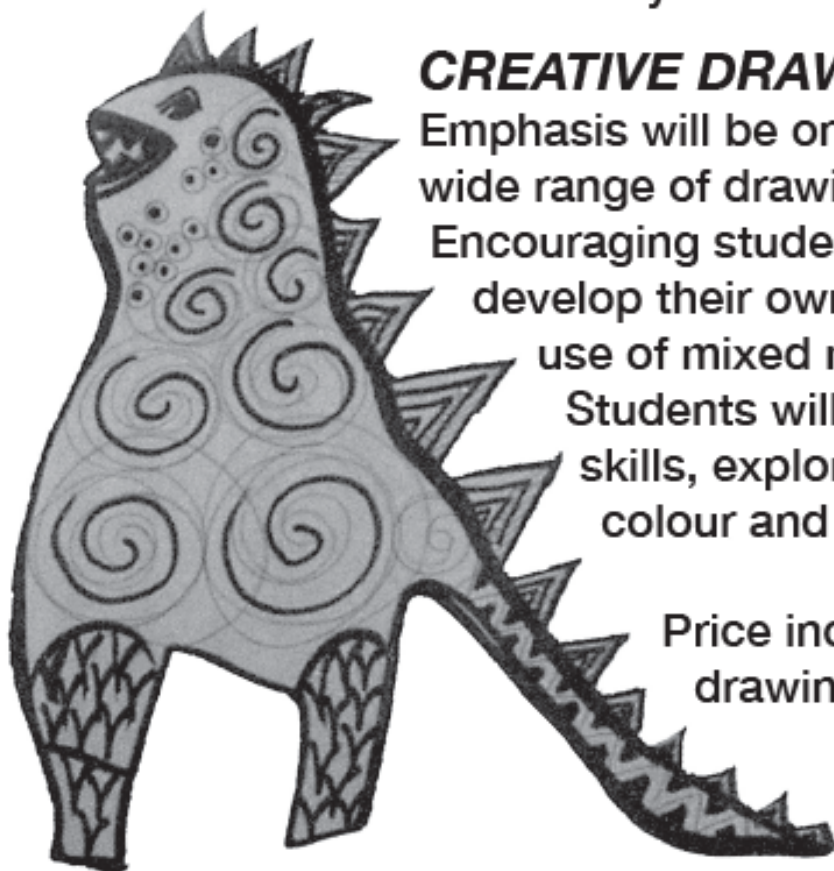 CREATIVE DRAW
Emphasis will be on
wide range of drawi
Encouraging stude
develop their own
use of mixed
Students will
skills, explor
colour and
Price inc
drawin